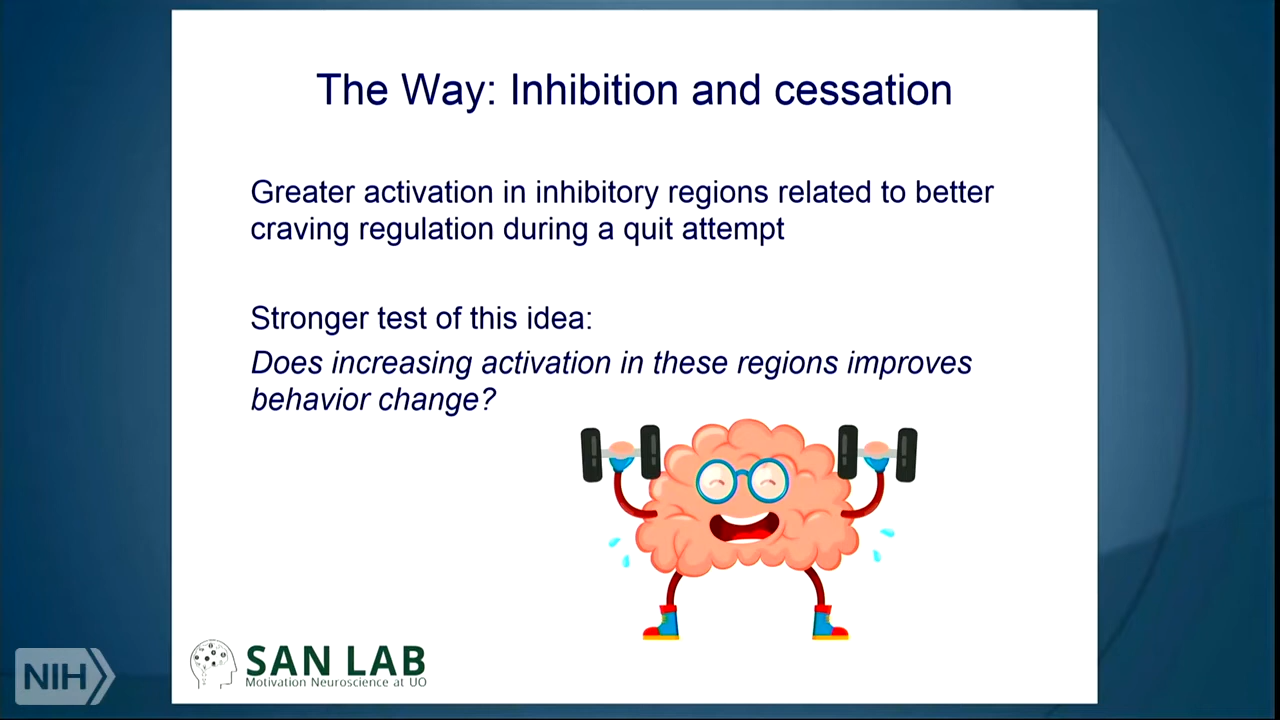 The Way: Inhibition and cessation
Greater activation in inhibitory regions related to better
craving regulation during a quit attempt
Stronger test of this idea:
Does increasing activation in these regions improves
behavior change?
SAN LAB
Motivation Neuroscience at UO
NIH